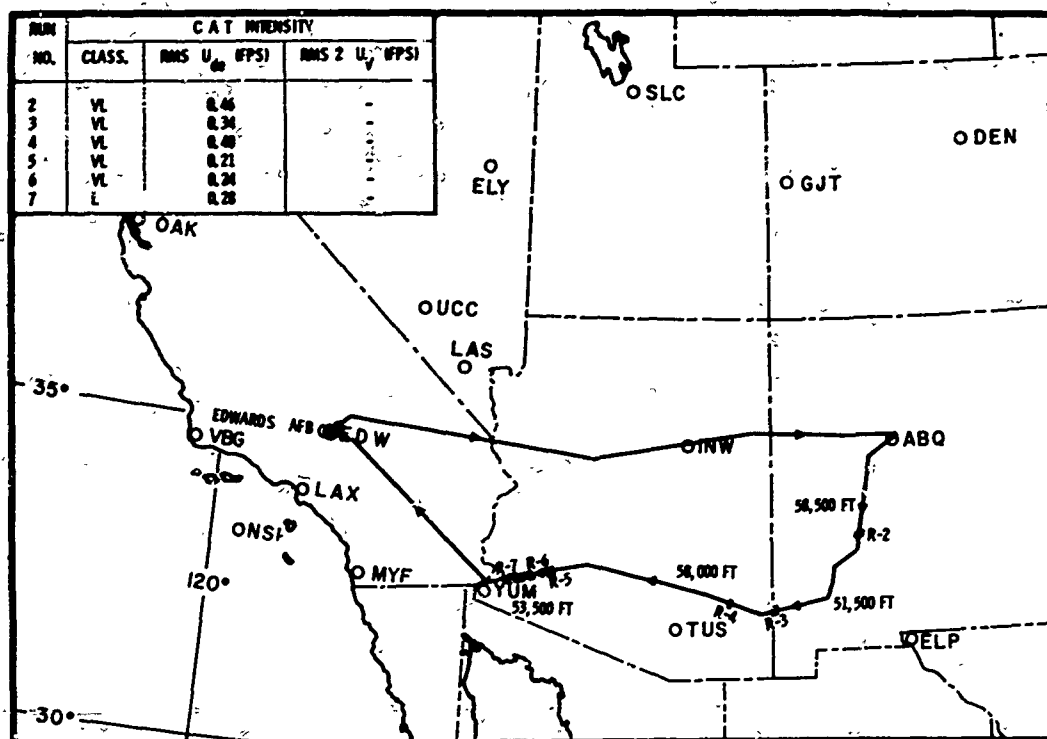 RUN NO. CAT INTENSITY
CLASS. RMS U_de (FPS) RMS 2 U_V (FPS)
2 VL 0.46 -
3 VL 0.34 -
4 VL 0.40 -
5 VL 0.21 -
6 VL 0.24 -
7 L 0.28 -
SLC
DEN
ELY
GJT
OAK
UCC
LAS
35°
EDWARDS AFB
EDW
VBG
INW
ABQ
LAX
58,500 FT
NSI
R-2
120°
MYF
R-7
R-6
R-5
YUM
58,000 FT
53,500 FT
R-4
R-3
51,500 FT
TUS
ELP
30°